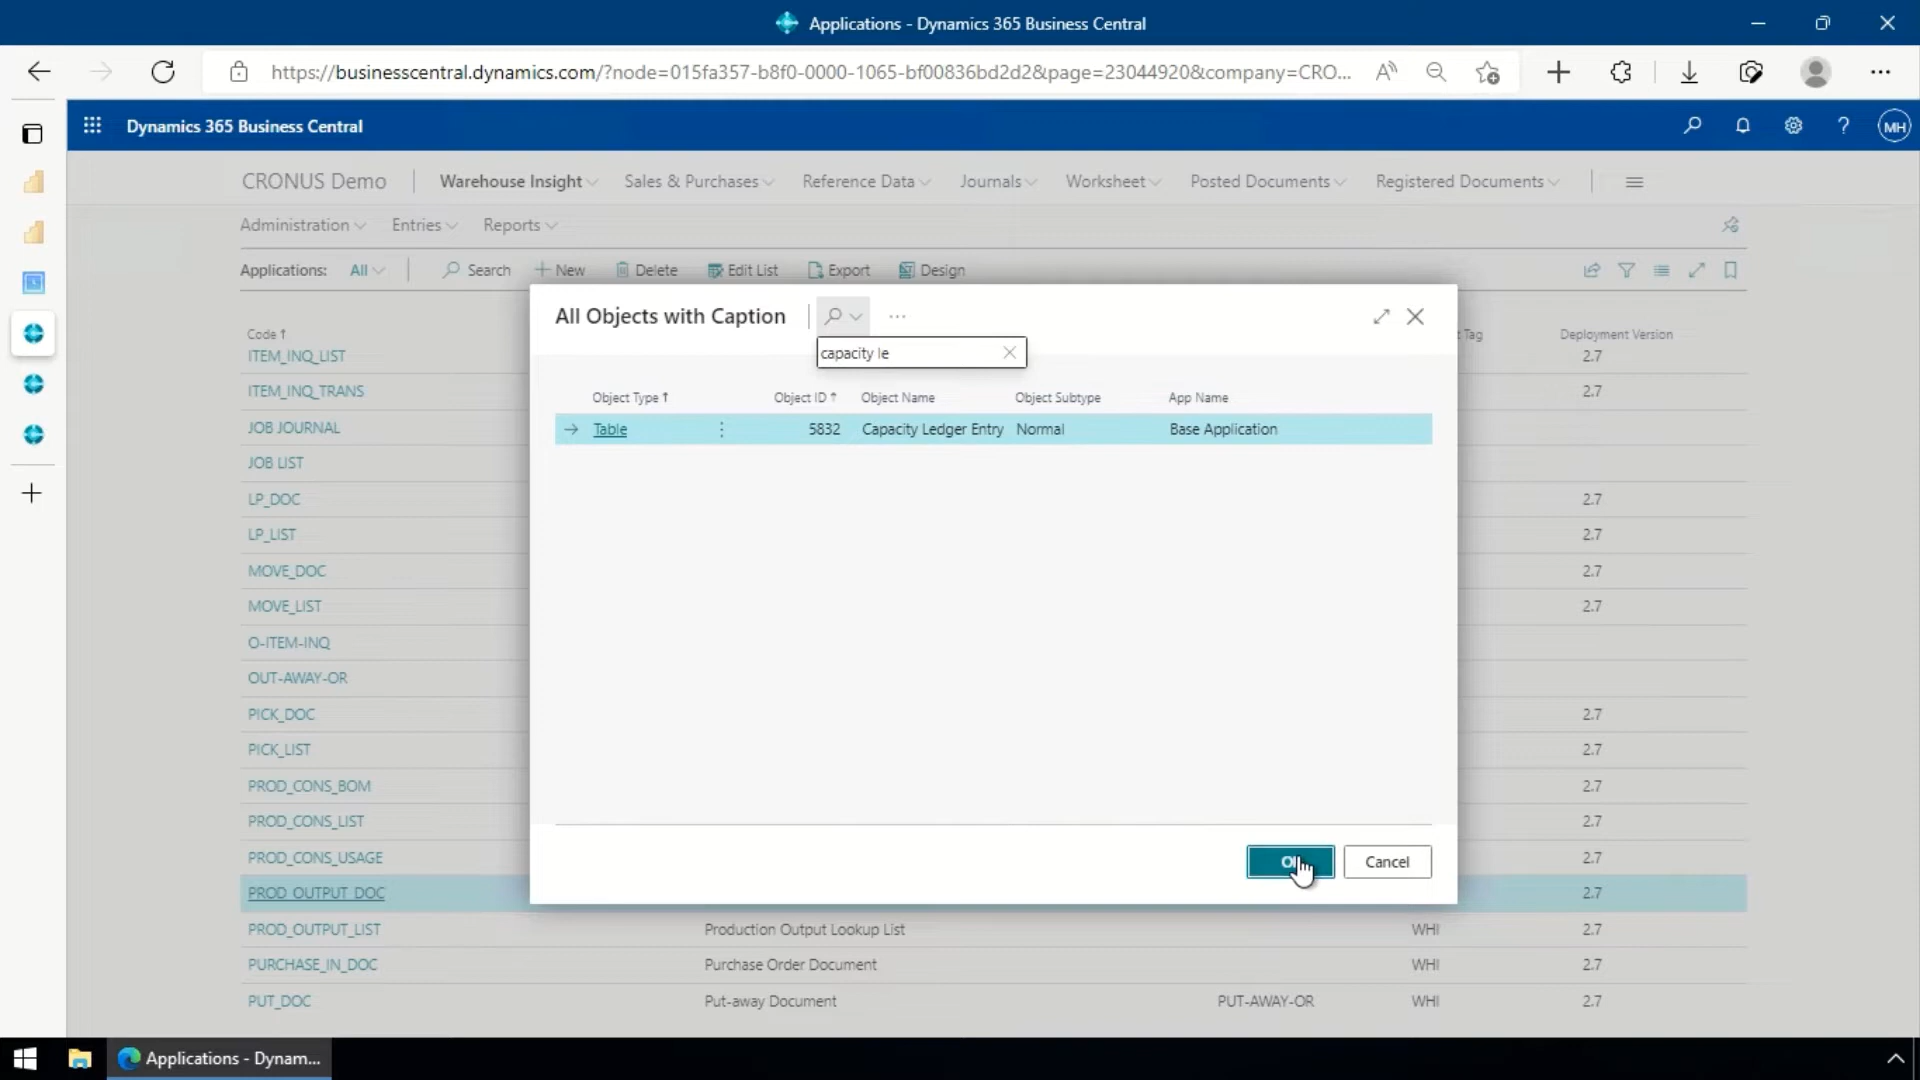 Applications - Dynamics 365 Business Central
https://businesscentral.dynamics.com/?node=015fa357-b8f0-0000-1065-bf00836bd2d2&page=23044920&company=CRO...
Dynamics 365 Business Central
MH
CRONUS Demo
Warehouse Insight
Sales & Purchases
Reference Data
Journals
Worksheet
Posted Documents
Registered Documents
Administration
Entries
Reports
Applications:
All
Search
New
Delete
Edit List
Export
Design
All Objects with Caption
capacity le
Object Type ↑
Object ID ↑
Object Name
Object Subtype
App Name
Table
5832
Capacity Ledger Entry
Normal
Base Application
Cancel
Code ↑
Tag
Deployment Version
ITEM_INQ_LIST
2.7
ITEM_INQ_TRANS
2.7
JOB JOURNAL
JOB LIST
LP_DOC
2.7
LP_LIST
2.7
MOVE_DOC
2.7
MOVE_LIST
2.7
O-ITEM-INQ
OUT-AWAY-OR
PICK_DOC
2.7
PICK_LIST
2.7
PROD_CONS_BOM
2.7
PROD_CONS_LIST
2.7
PROD_CONS_USAGE
2.7
PROD_OUTPUT_DOC
2.7
PROD_OUTPUT_LIST
Production Output Lookup List
WHI
2.7
PURCHASE_IN_DOC
Purchase Order Document
WHI
2.7
PUT_DOC
Put-away Document
PUT-AWAY-OR
WHI
2.7
Applications - Dynam...